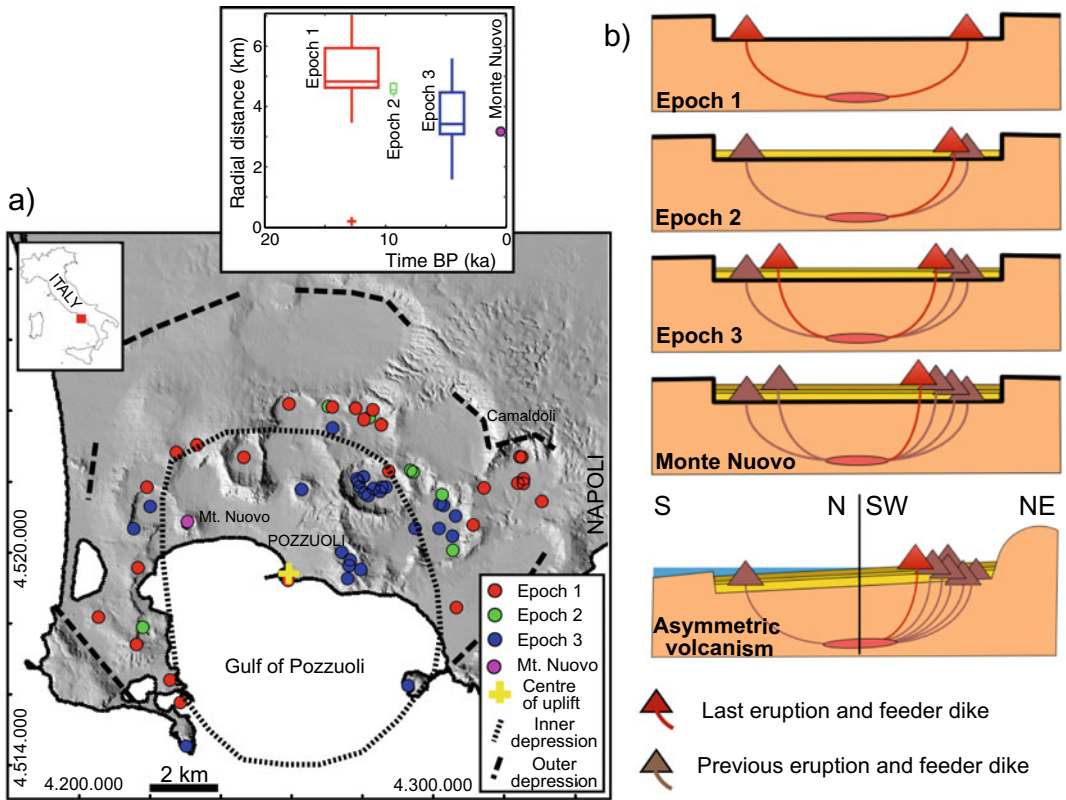 a)
Radial distance (km)
6
4
2
0
20
10
0
Time BP (ka)
Epoch 1
Epoch 2
Epoch 3
Monte Nuovo
ITALY
Camaldoli
NAPOLI
Mt. Nuovo
POZZUOLI
Gulf of Pozzuoli
4.520.000
4.514.000
4.200.000
4.300.000
2 km
Epoch 1
Epoch 2
Epoch 3
Mt. Nuovo
Centre
of uplift
Inner
depression
Outer
depression
b)
Epoch 1
Epoch 2
Epoch 3
Monte Nuovo
S
N
SW
NE
Asymmetric
volcanism
Last eruption and feeder dike
Previous eruption and feeder dike